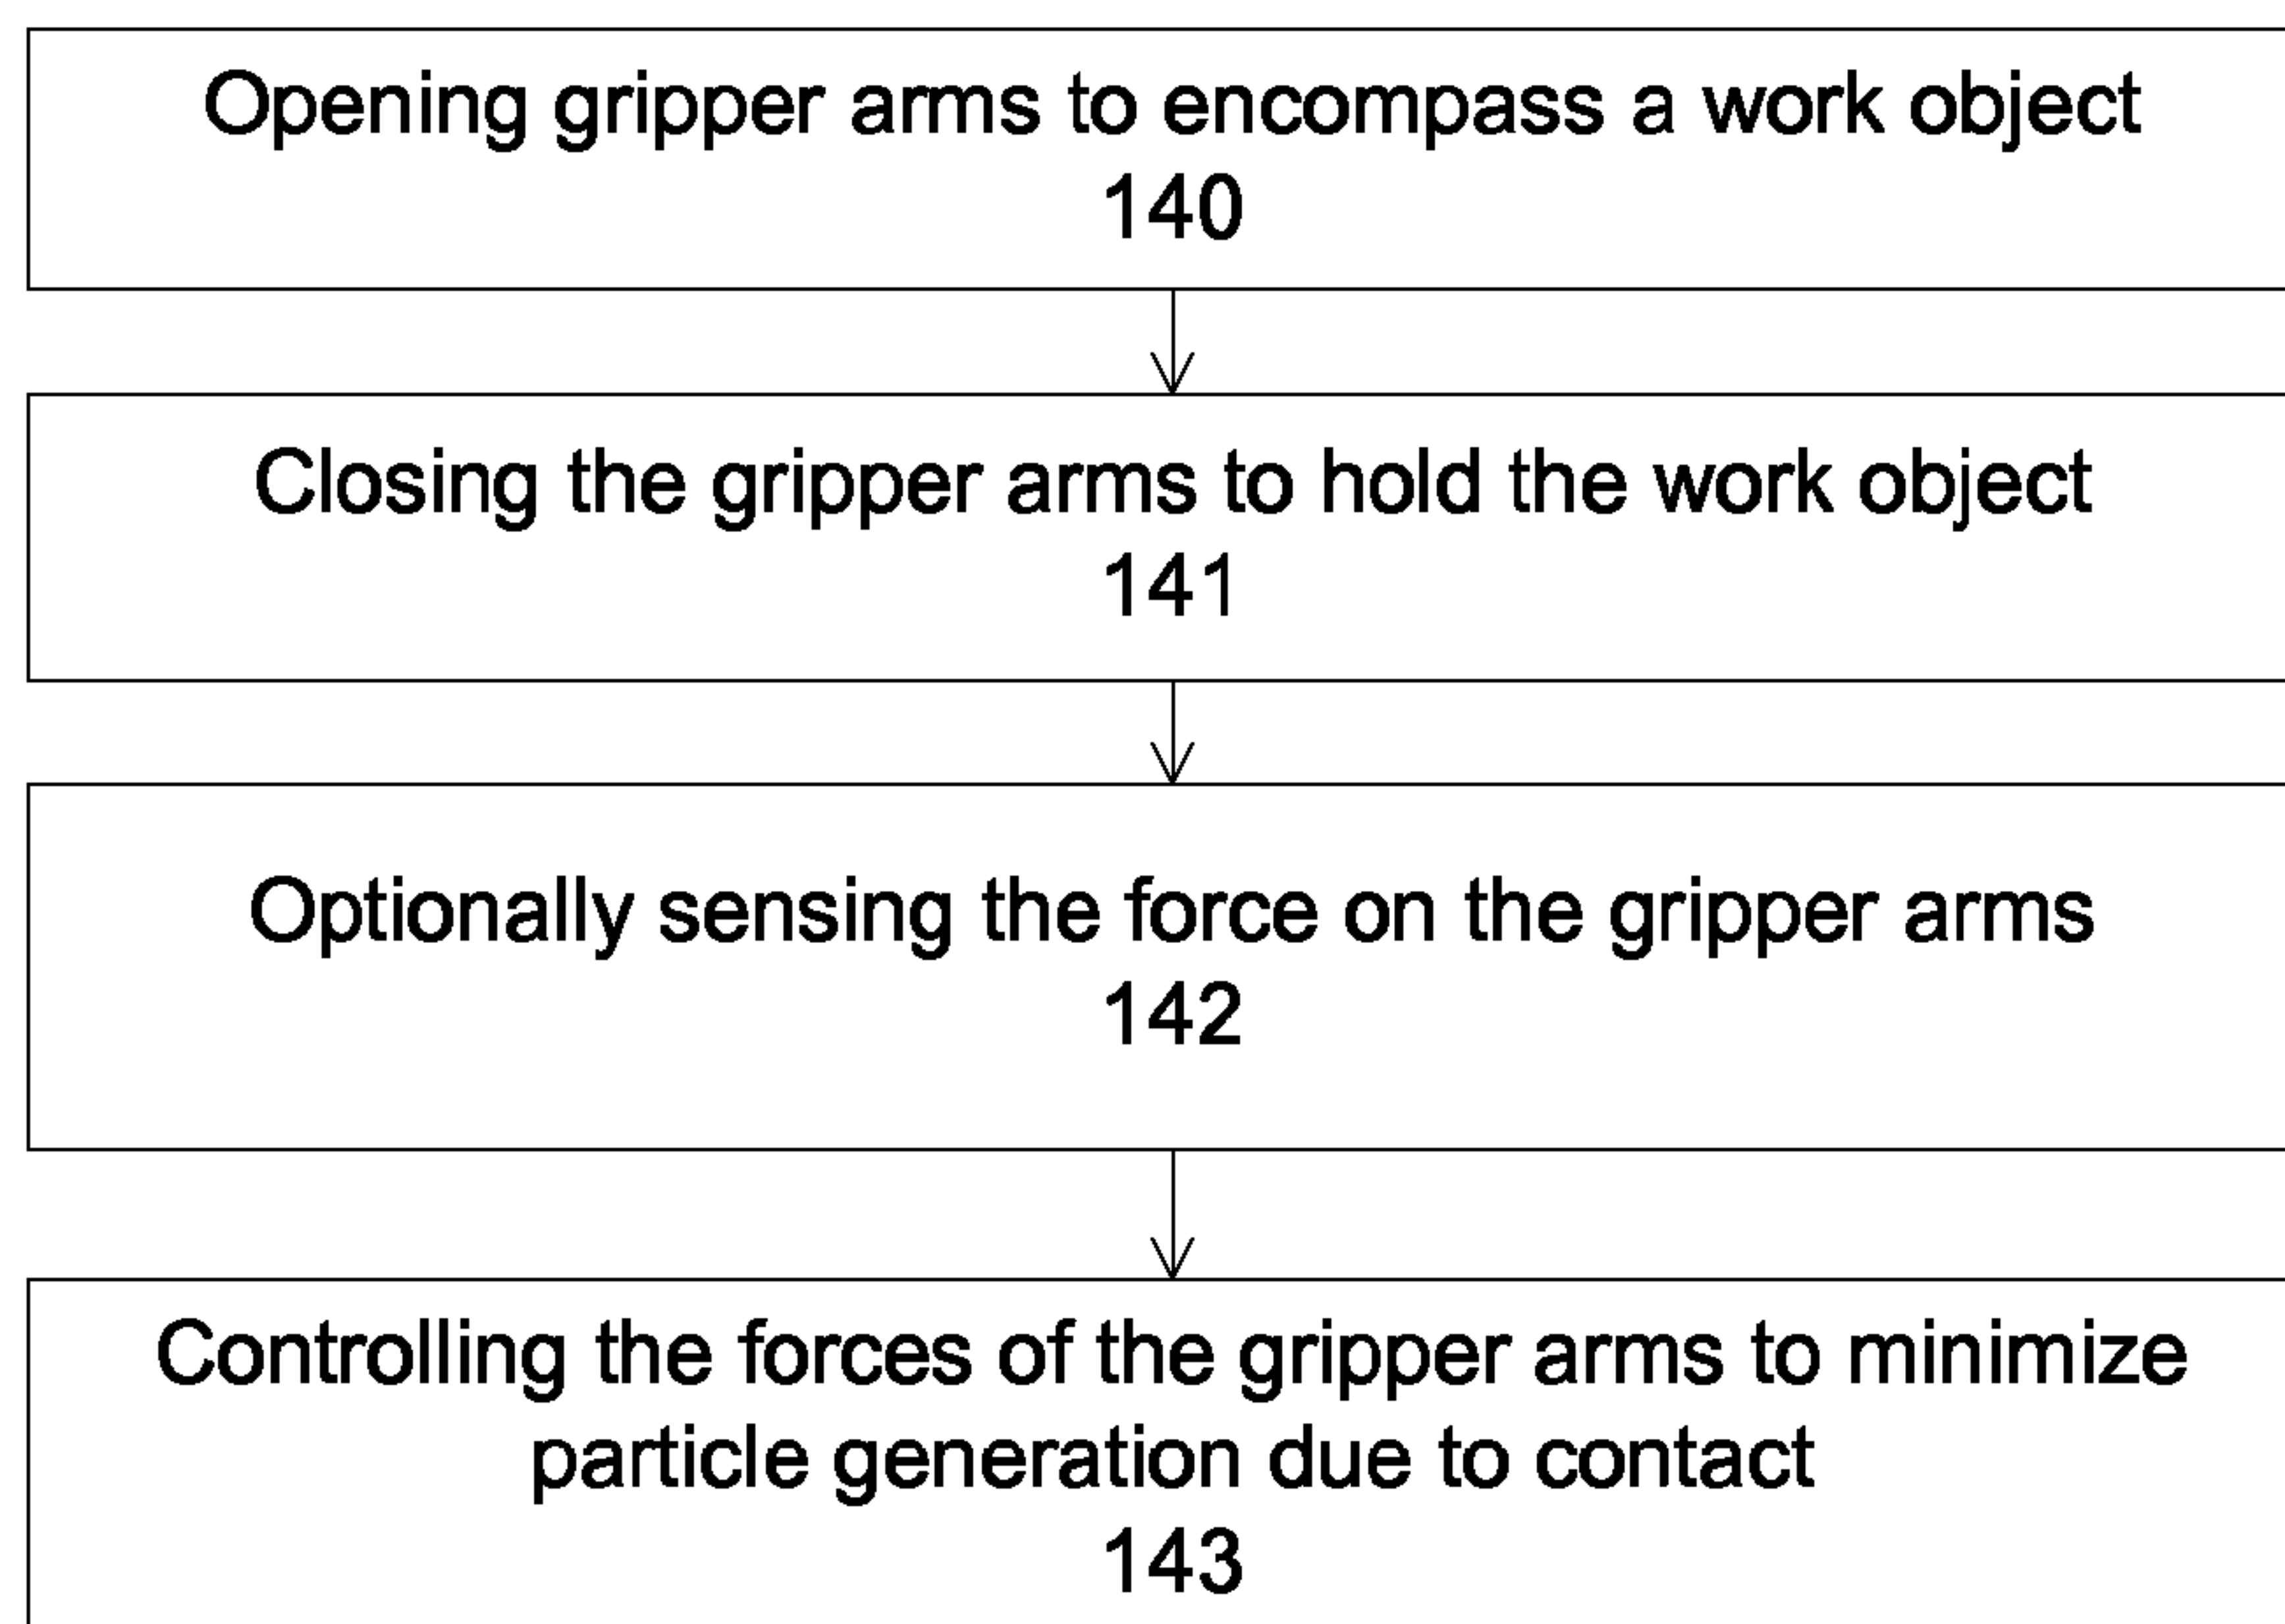 Opening gripper arms to encompass a work object
140
Closing the gripper arms to hold the work object
141
Optionally sensing the force on the gripper arms
142
Controlling the forces of the gripper arms to minimize
particle generation due to contact
143